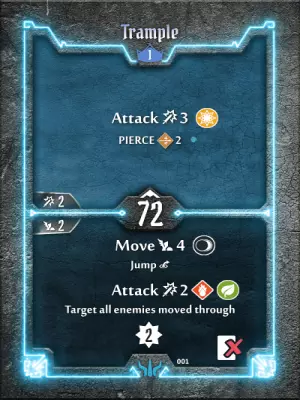 Trample
1
Attack 3
PIERCE 2
2
2
72
Move 4
Jump
Attack 2
Target all enemies moved through
2
001